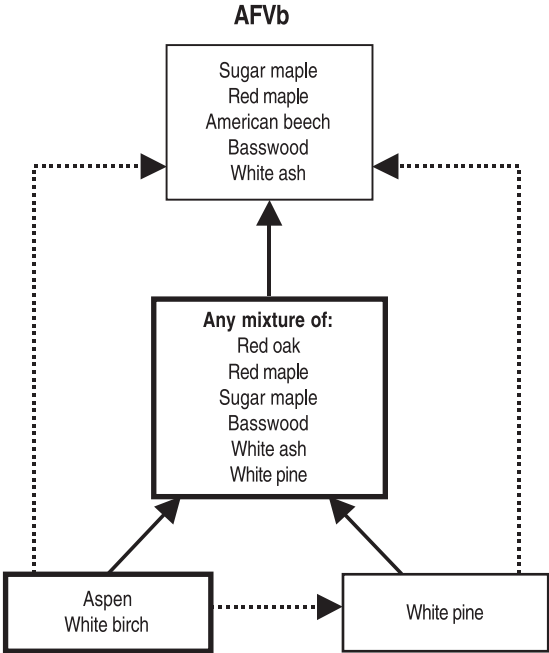 AFVb
Sugar maple
Red maple
American beech
Basswood
White ash
Any mixture of:
Red oak
Red maple
Sugar maple
Basswood
White ash
White pine
Aspen
White birch
White pine